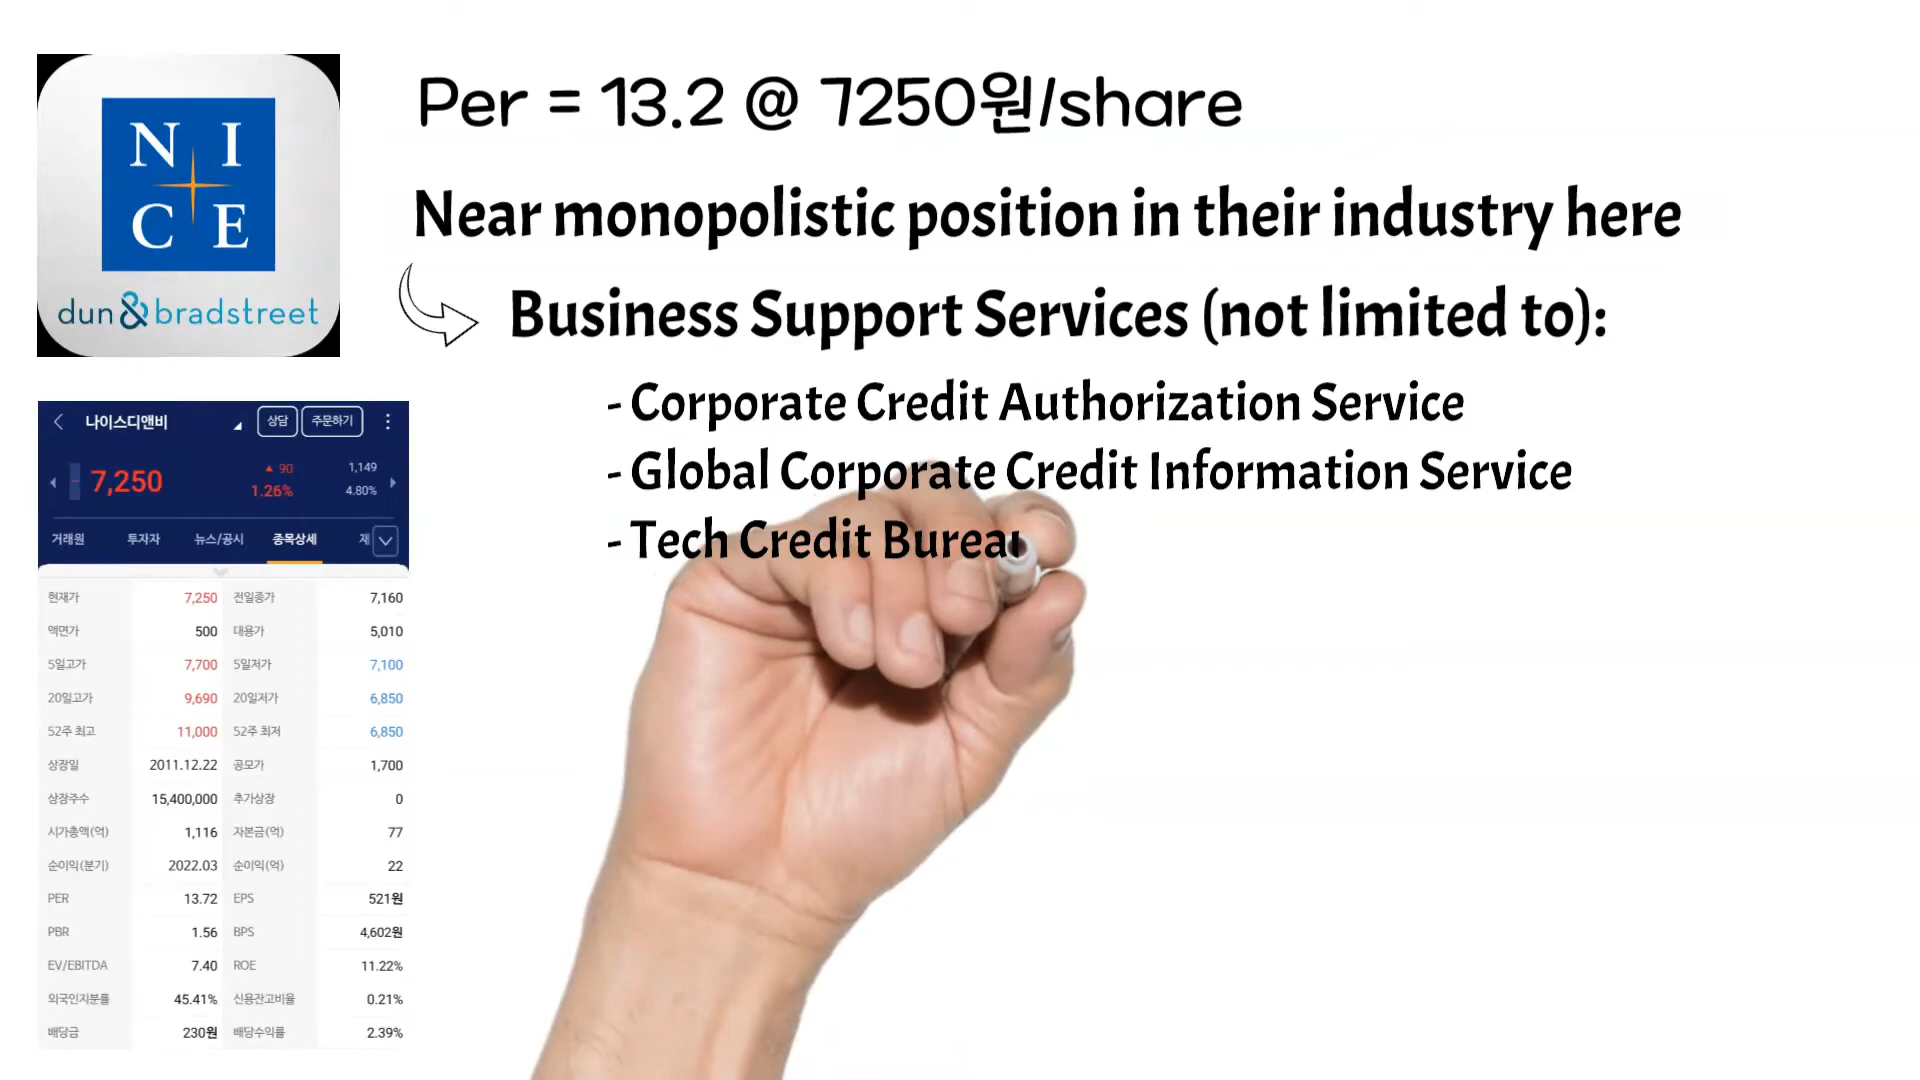 N I
C E
dun&bradstreet
Per = 13.2 @ 7250원/share
Near monopolistic position in their industry here
Business Support Services (not limited to):
- Corporate Credit Authorization Service
- Global Corporate Credit Information Service
- Tech Credit Bureau
나이스디앤비 상담 주문하기
7,250 ▲ 90 1.26% 1,149 4.80%
거래원 투자자 뉴스/공시 종목상세 재
현재가 7,250 전일종가 7,160
액면가 500 대용가 5,010
5일고가 7,700 5일저가 7,100
20일고가 9,690 20일저가 6,850
52주 최고 11,000 52주 최저 6,850
상장일 2011.12.22 공모가 1,700
상장주수 15,400,000 추가상장 0
시가총액(억) 1,116 자본금(억) 77
순이익(분기) 2022.03 순이익(억) 22
PER 13.72 EPS 521원
PBR 1.56 BPS 4,602원
EV/EBITDA 7.40 ROE 11.22%
외국인지분률 45.41% 신용잔고비율 0.21%
배당금 230원 배당수익률 2.39%